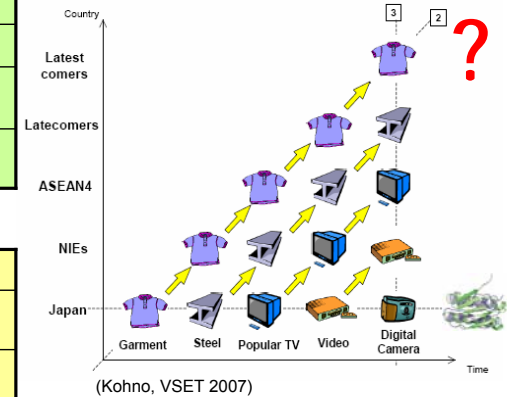 Country
3
2
?
Latest
comers
Latecomers
ASEAN4
NIEs
Japan
Garment
Steel
Popular TV
Video
Digital
Camera
Time
(Kohno, VSET 2007)